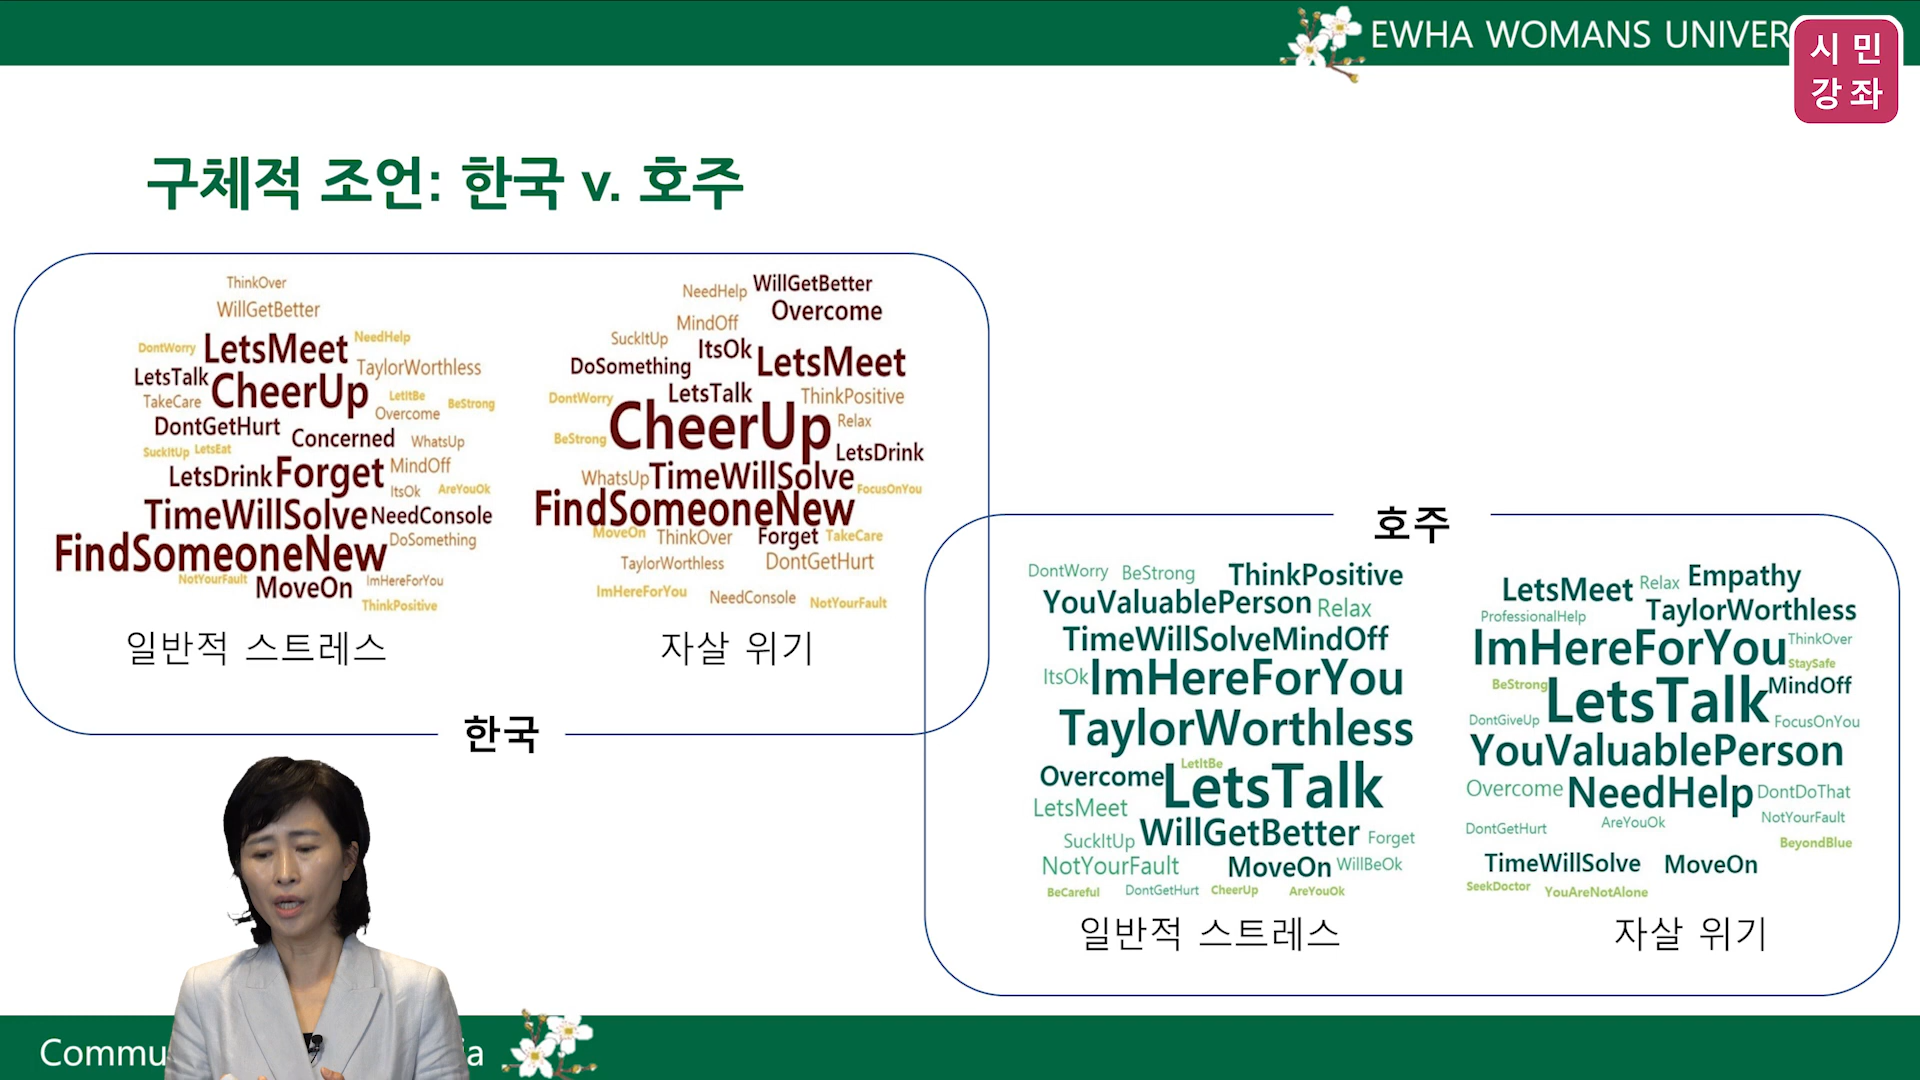 EWHA WOMANS UNIVER
시민
강좌
구체적 조언: 한국 v. 호주
ThinkOver
WillGetBetter
DontWorry LetsMeet NeedHelp
LetsTalk CheerUp TaylorWorthless
TakeCare LetItBe BeStrong
Overcome
DontGetHurt Concerned WhatsUp
SuckItUp LetsEat
LetsDrink Forget MindOff
ItsOk AreYouOk
TimeWillSolve NeedConsole
FindSomeoneNew DoSomething
NotYourFault MoveOn ImHereForYou
ThinkPositive
일반적 스트레스
NeedHelp WillGetBetter
MindOff Overcome
SuckItUp ItsOk
DoSomething LetsMeet
DontWorry LetsTalk ThinkPositive
BeStrong CheerUp Relax
LetsDrink
WhatsUp TimeWillSolve
FindSomeoneNew FocusOnYou
MoveOn ThinkOver Forget TakeCare
TaylorWorthless DontGetHurt
ImHereForYou NeedConsole NotYourFault
자살 위기
한국
호주
DontWorry BeStrong ThinkPositive
YouValuablePerson Relax
TimeWillSolve MindOff
ItsOk ImHereForYou
TaylorWorthless
LetItBe
Overcome LetsTalk
LetsMeet
SuckItUp WillGetBetter Forget
NotYourFault MoveOn WillBeOk
BeCareful DontGetHurt CheerUp AreYouOk
일반적 스트레스
LetsMeet Relax Empathy
ProfessionalHelp TaylorWorthless
ImHereForYou ThinkOver
StaySafe
BeStrong LetsTalk MindOff
DontGiveUp FocusOnYou
YouValuablePerson
Overcome NeedHelp DontDoThat
DontGetHurt AreYouOk NotYourFault
BeyondBlue
TimeWillSolve MoveOn
SeekDoctor YouAreNotAlone
자살 위기
Commu
ia